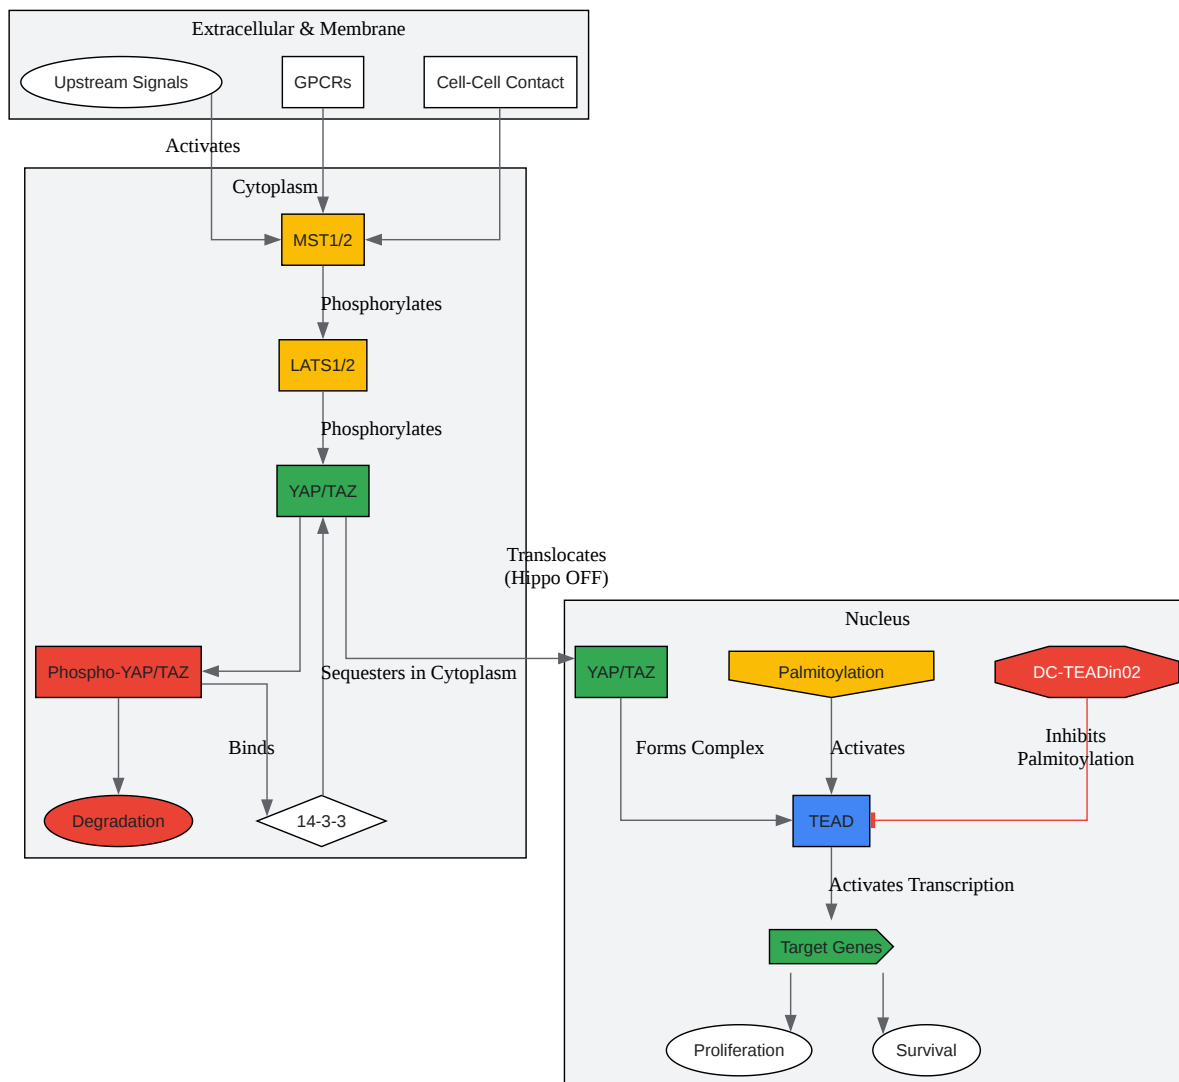 Extracellular & Membrane
Upstream Signals
GPCRs
Cell-Cell Contact
Activates
Cytoplasm
MST1/2
Phosphorylates
LATS1/2
Phosphorylates
YAP/TAZ
Translocates
(Hippo OFF)
Nucleus
Phospho-YAP/TAZ
Sequesters in Cytoplasm
YAP/TAZ
Palmitoylation
DC-TEADin02
Binds
Forms Complex
Activates
Inhibits
Palmitoylation
Degradation
14-3-3
TEAD
Activates Transcription
Target Genes
Proliferation
Survival